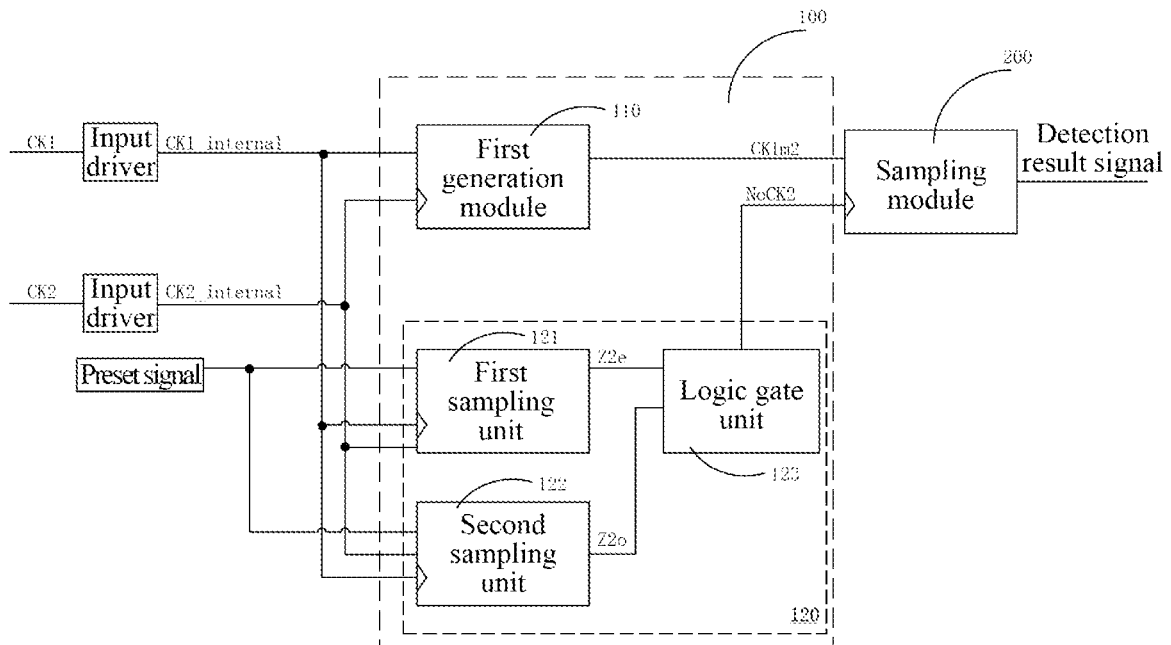 100
200
110
CK1
Input
driver
CK1_internal
First
generation
module
CK1m2
Sampling
module
Detection
result signal
NoCK2
CK2
Input
driver
CK2_internal
Preset signal
121
First
sampling
unit
Z2e
Logic gate
unit
123
122
Second
sampling
unit
Z2o
120